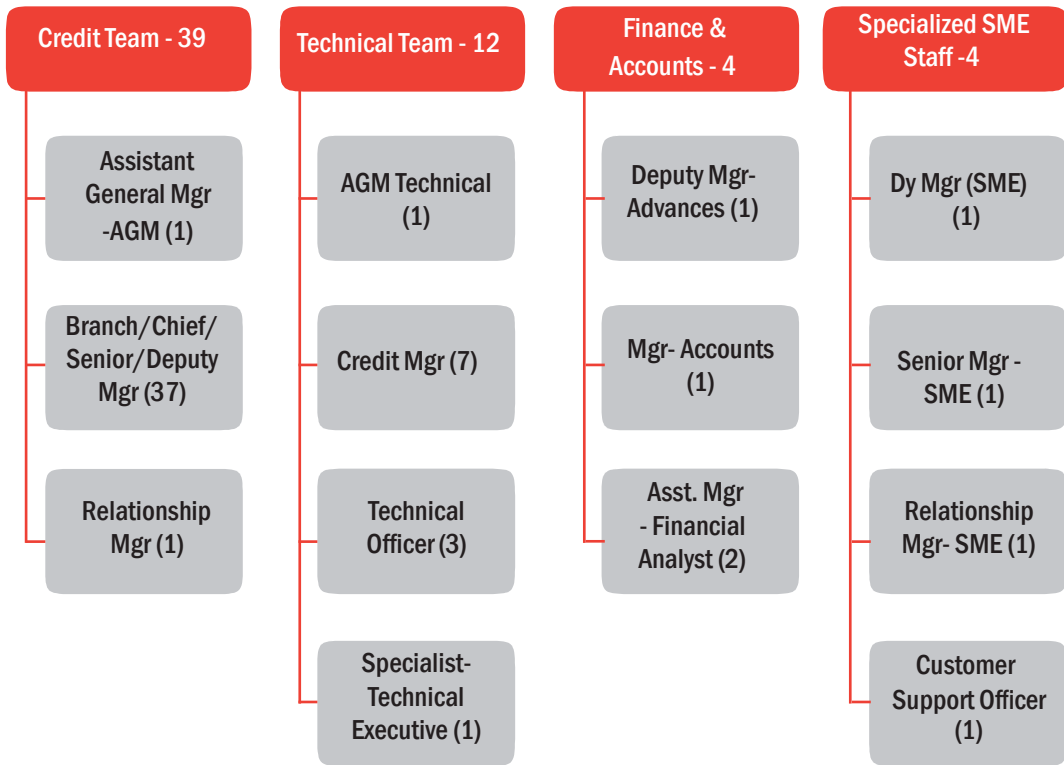 Credit Team - 39
Assistant
General Mgr
-AGM (1)
Branch/Chief/
Senior/Deputy
Mgr (37)
Relationship
Mgr (1)
Technical Team - 12
AGM Technical
(1)
Credit Mgr (7)
Technical
Officer (3)
Specialist-
Technical
Executive (1)
Finance &
Accounts - 4
Deputy Mgr-
Advances (1)
Mgr- Accounts
(1)
Asst. Mgr
- Financial
Analyst (2)
Specialized SME
Staff -4
Dy Mgr (SME)
(1)
Senior Mgr -
SME (1)
Relationship
Mgr- SME (1)
Customer
Support Officer
(1)